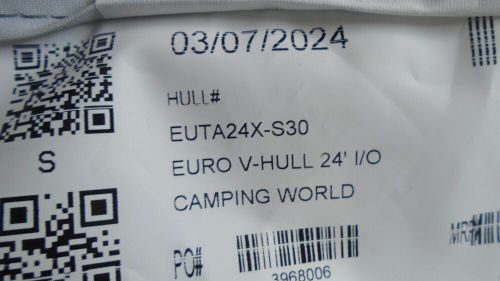 03/07/2024
HULL#
S
EUTA24X-S30
EURO V-HULL 24' I/O
CAMPING WORLD
PO#
3968006